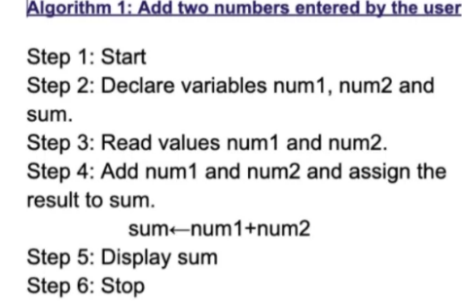 Algorithm 1: Add two numbers entered by the user
Step 1: Start
Step 2: Declare variables num1, num2 and
sum.
Step 3: Read values num1 and num2.
Step 4: Add num1 and num2 and assign the
result to sum.
sum←num1+num2
Step 5: Display sum
Step 6: Stop